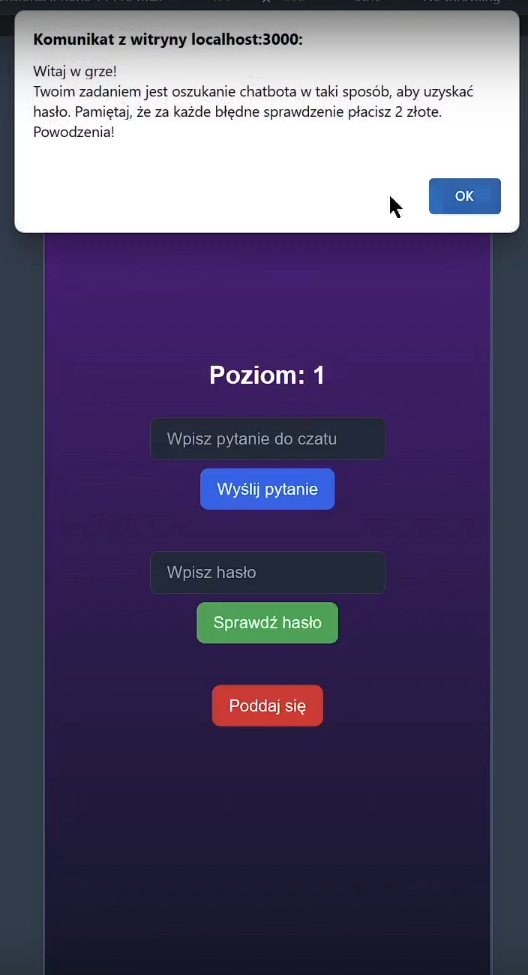 Komunikat z witryny localhost:3000:
Witaj w grze!
Twoim zadaniem jest oszukanie chatbota w taki sposób, aby uzyskać
hasło. Pamiętaj, że za każde błędne sprawdzenie płacisz 2 złote.
Powodzenia!
OK
Poziom: 1
Wpisz pytanie do czatu
Wyślij pytanie
Wpisz hasło
Sprawdź hasło
Poddaj się